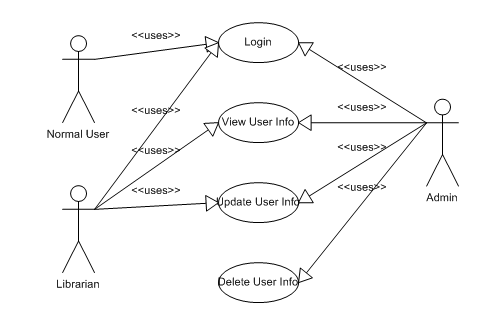 <<uses>>
Login
<<uses>>
<<uses>>
<<uses>>
View User Info
Normal User
<<uses>>
<<uses>>
<<uses>>
<<uses>>
Update User Info
Admin
Librarian
Delete User Info